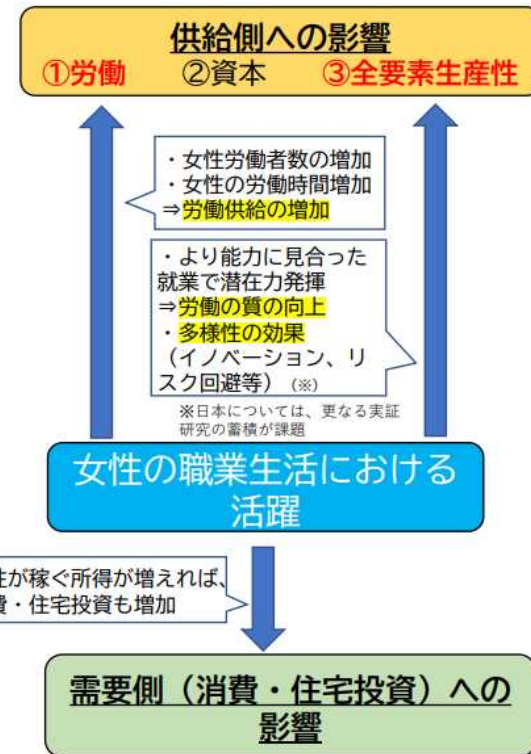 供給側への影響
①労働 ②資本 ③全要素生産性
・女性労働者数の増加
・女性の労働時間増加
⇒労働供給の増加
・より能力に見合った
就業で潜在力発揮
⇒労働の質の向上
・多様性の効果
（イノベーション、リ
スク回避等）（※）
※日本については、更なる実証
研究の蓄積が課題
女性の職業生活における
活躍
性が稼ぐ所得が増えれば、
費・住宅投資も増加
需要側（消費・住宅投資）への
影響